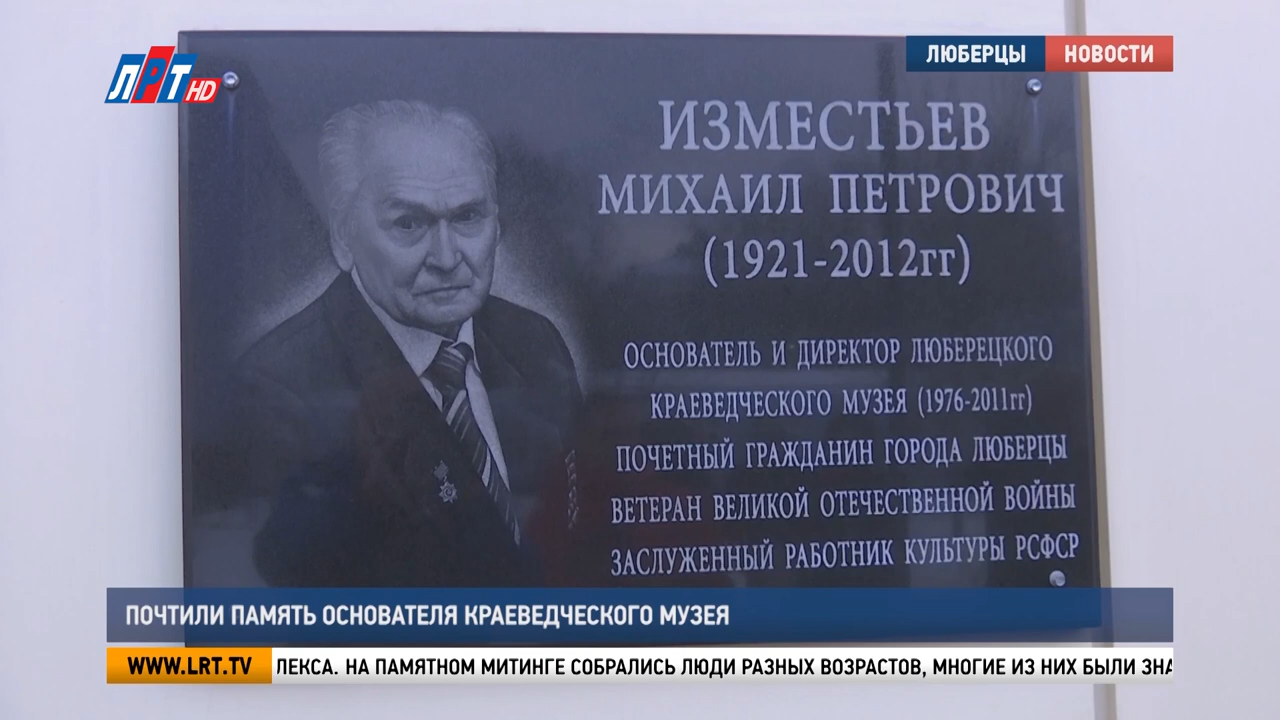 ЛРТ HD
ЛЮБЕРЦЫ НОВОСТИ
ИЗМЕСТЬЕВ
МИХАИЛ ПЕТРОВИЧ
(1921-2012гг)
ОСНОВАТЕЛЬ И ДИРЕКТОР ЛЮБЕРЕЦКОГО
КРАЕВЕДЧЕСКОГО МУЗЕЯ (1976-2011гг)
ПОЧЕТНЫЙ ГРАЖДАНИН ГОРОДА ЛЮБЕРЦЫ
ВЕТЕРАН ВЕЛИКОЙ ОТЕЧЕСТВЕННОЙ ВОЙНЫ
ЗАСЛУЖЕННЫЙ РАБОТНИК КУЛЬТУРЫ РСФСР
ПОЧТИЛИ ПАМЯТЬ ОСНОВАТЕЛЯ КРАЕВЕДЧЕСКОГО МУЗЕЯ
WWW.LRT.TV ЛЕКСА. НА ПАМЯТНОМ МИТИНГЕ СОБРАЛИСЬ ЛЮДИ РАЗНЫХ ВОЗРАСТОВ, МНОГИЕ ИЗ НИХ БЫЛИ ЗНА